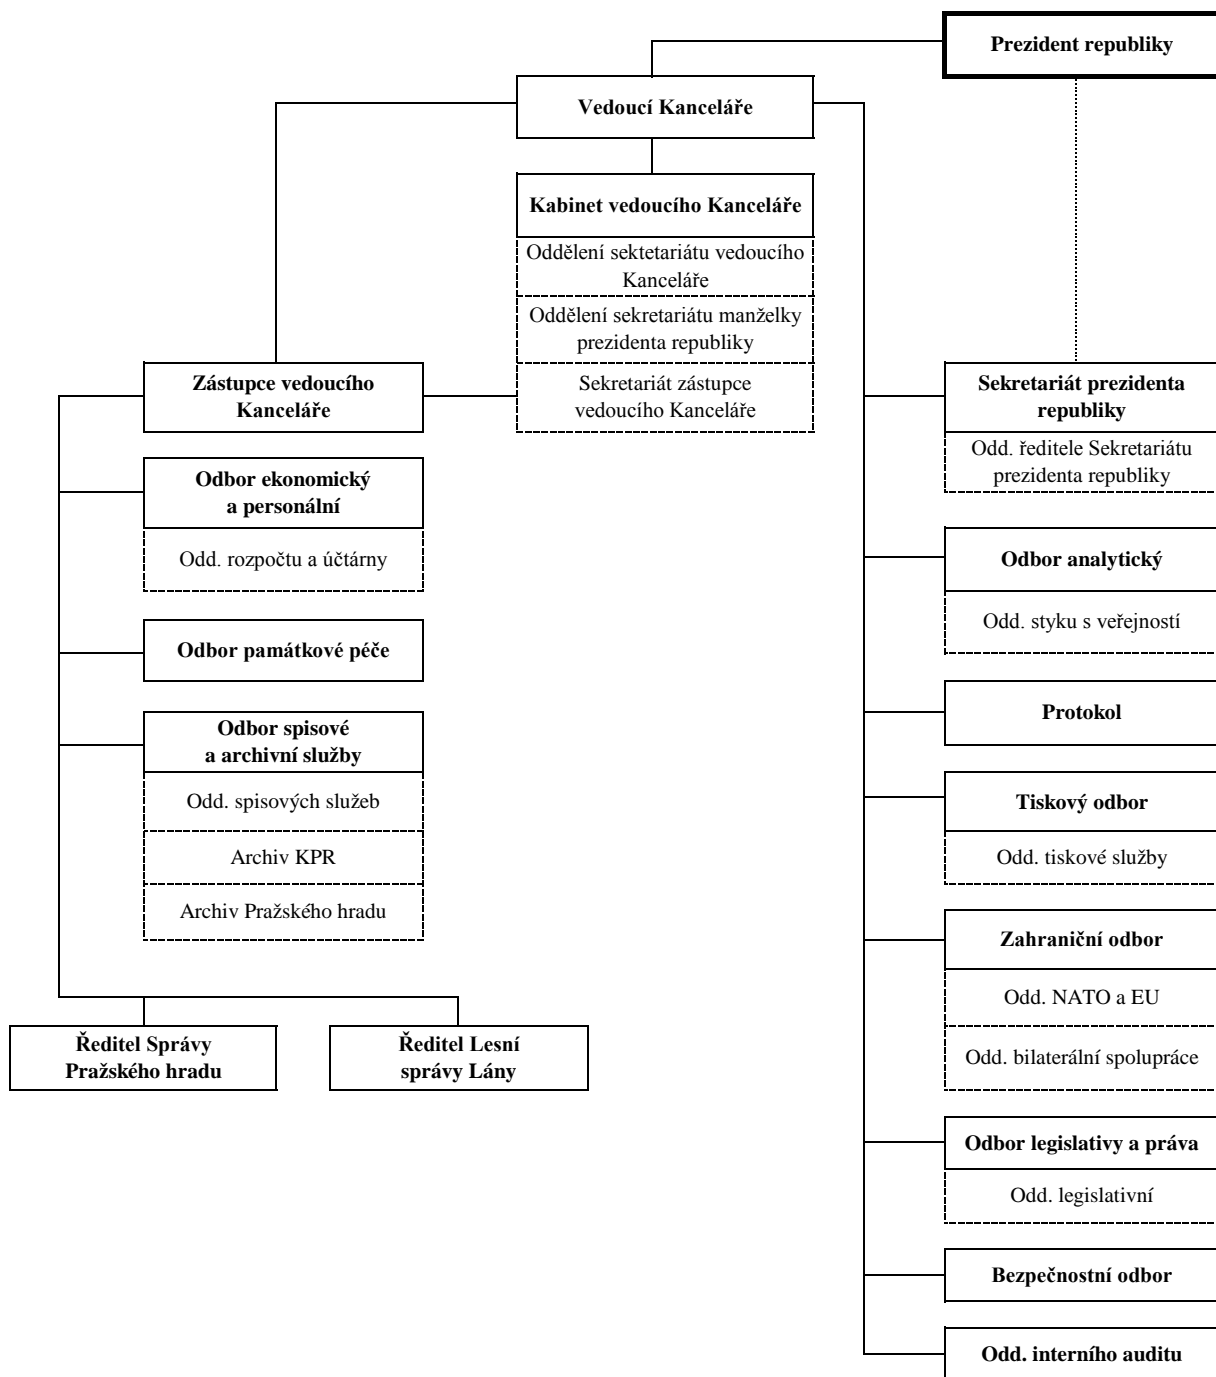 Prezident republiky
Vedoucí Kanceláře
Kabinet vedoucího Kanceláře
Oddělení sektetariátu vedoucího
Kanceláře
Oddělení sekretariátu manželky
prezidenta republiky
Sekretariát zástupce
vedoucího Kanceláře
Zástupce vedoucího
Kanceláře
Odbor ekonomický
a personální
Odd. rozpočtu a účtárny
Odbor památkové péče
Odbor spisové
a archivní služby
Odd. spisových služeb
Archiv KPR
Archiv Pražského hradu
Ředitel Správy
Pražského hradu
Ředitel Lesní
správy Lány
Sekretariát prezidenta
republiky
Odd. ředitele Sekretariátu
prezidenta republiky
Odbor analytický
Odd. styku s veřejností
Protokol
Tiskový odbor
Odd. tiskové služby
Zahraniční odbor
Odd. NATO a EU
Odd. bilaterální spolupráce
Odbor legislativy a práva
Odd. legislativní
Bezpečnostní odbor
Odd. interního auditu